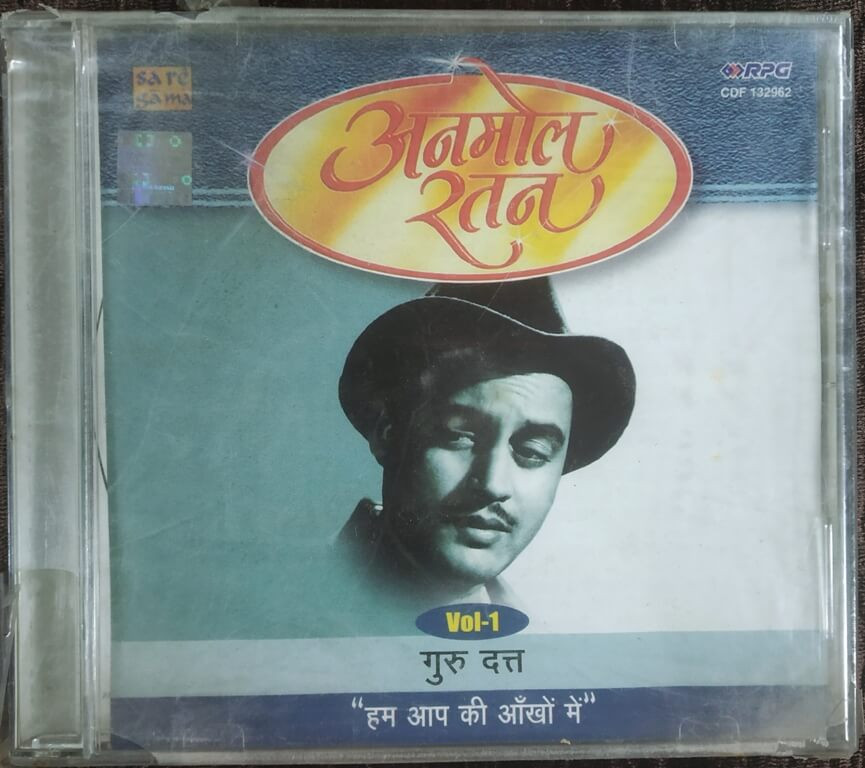 sa re
ga ma
RPG
CDF 132962
अनमोल
रतन
Vol-1
गुरु दत्त
“हम आप की आँखों में”